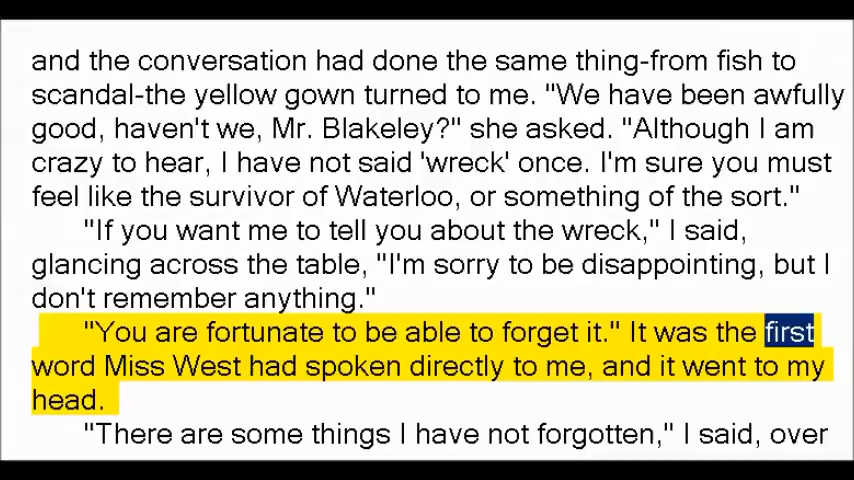 and the conversation had done the same thing-from fish to
scandal-the yellow gown turned to me. "We have been awfully
good, haven't we, Mr. Blakeley?" she asked. "Although I am
crazy to hear, I have not said 'wreck' once. I'm sure you must
feel like the survivor of Waterloo, or something of the sort."
"If you want me to tell you about the wreck," I said,
glancing across the table, "I'm sorry to be disappointing, but I
don't remember anything."
"You are fortunate to be able to forget it." It was the first
word Miss West had spoken directly to me, and it went to my
head.
"There are some things I have not forgotten," I said, over